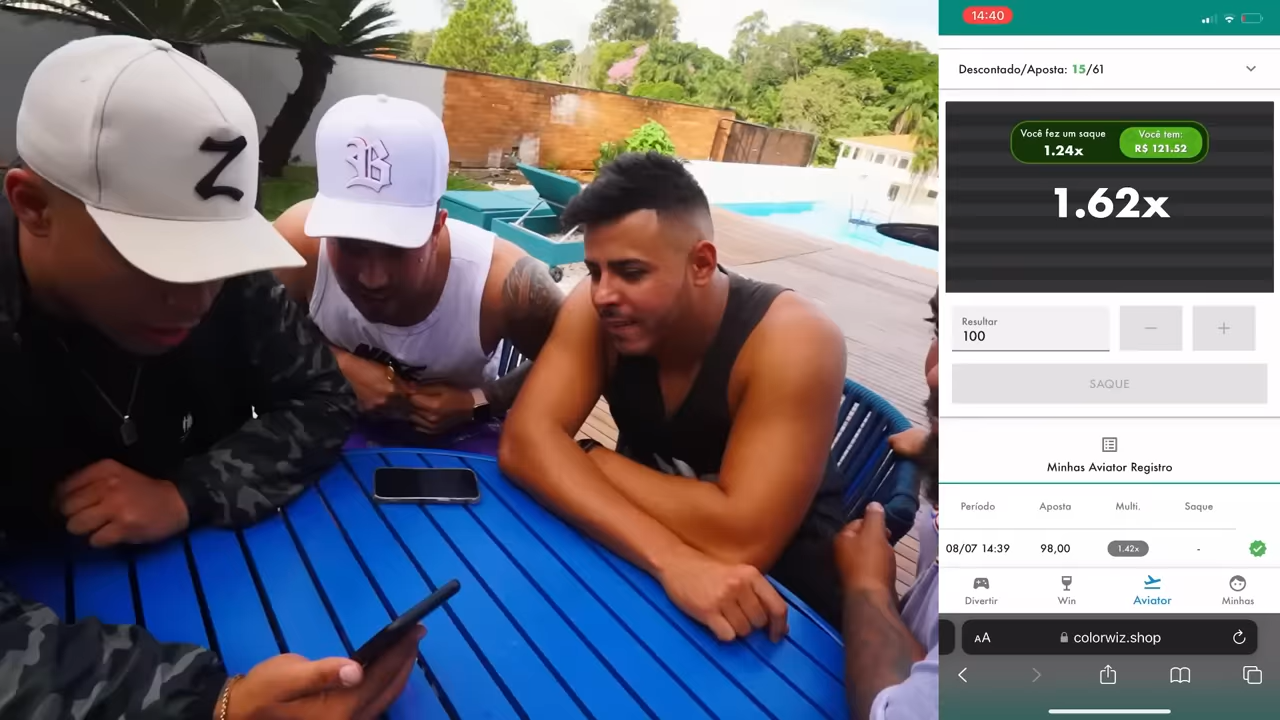 Z
B
14:40
Descontado/Aposta: 15/61
Você fez um saque
1.24x
Você tem:
R$ 121.52
1.62x
Resultar
100
SAQUE
Minhas Aviator Registro
Período Aposta Multi. Saque
08/07 14:39 98,00 1.42x -
Divertir Win Aviator Minhas
AA colorwiz.shop